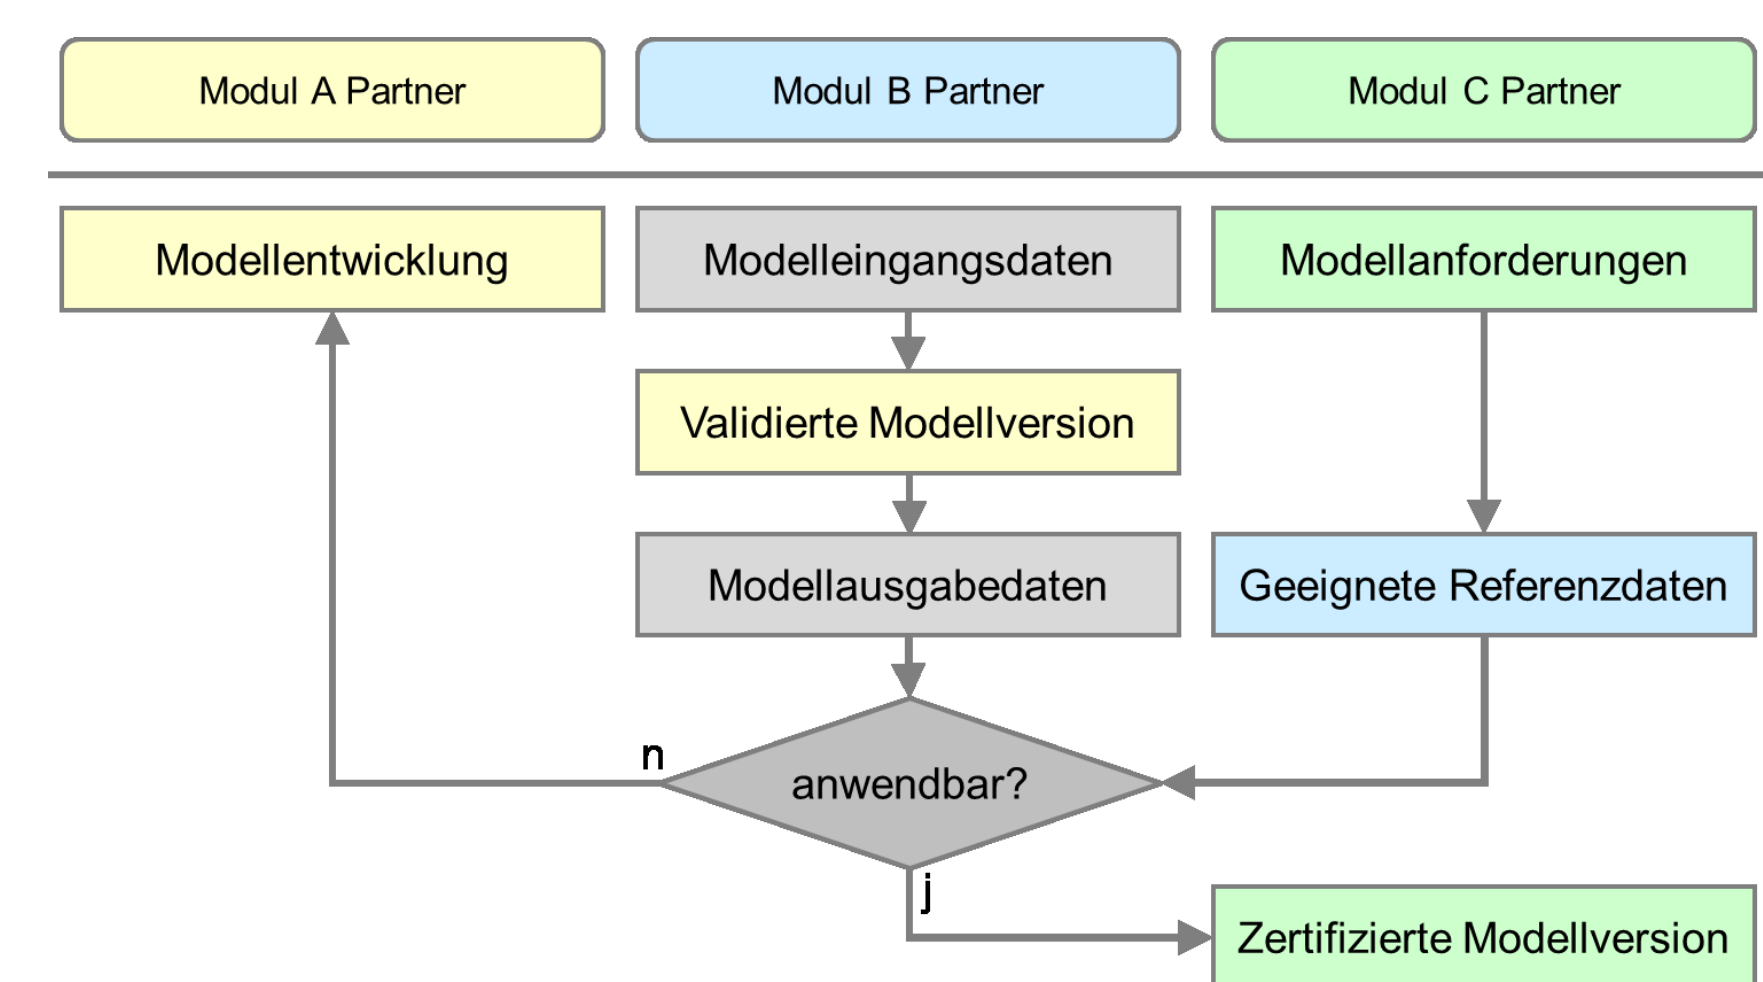 Modul A Partner
Modul B Partner
Modul C Partner
Modellentwicklung
Modelleingangsdaten
Modellanforderungen
Validierte Modellversion
Modellausgabedaten
Geeignete Referenzdaten
n
anwendbar?
j
Zertifizierte Modellversion